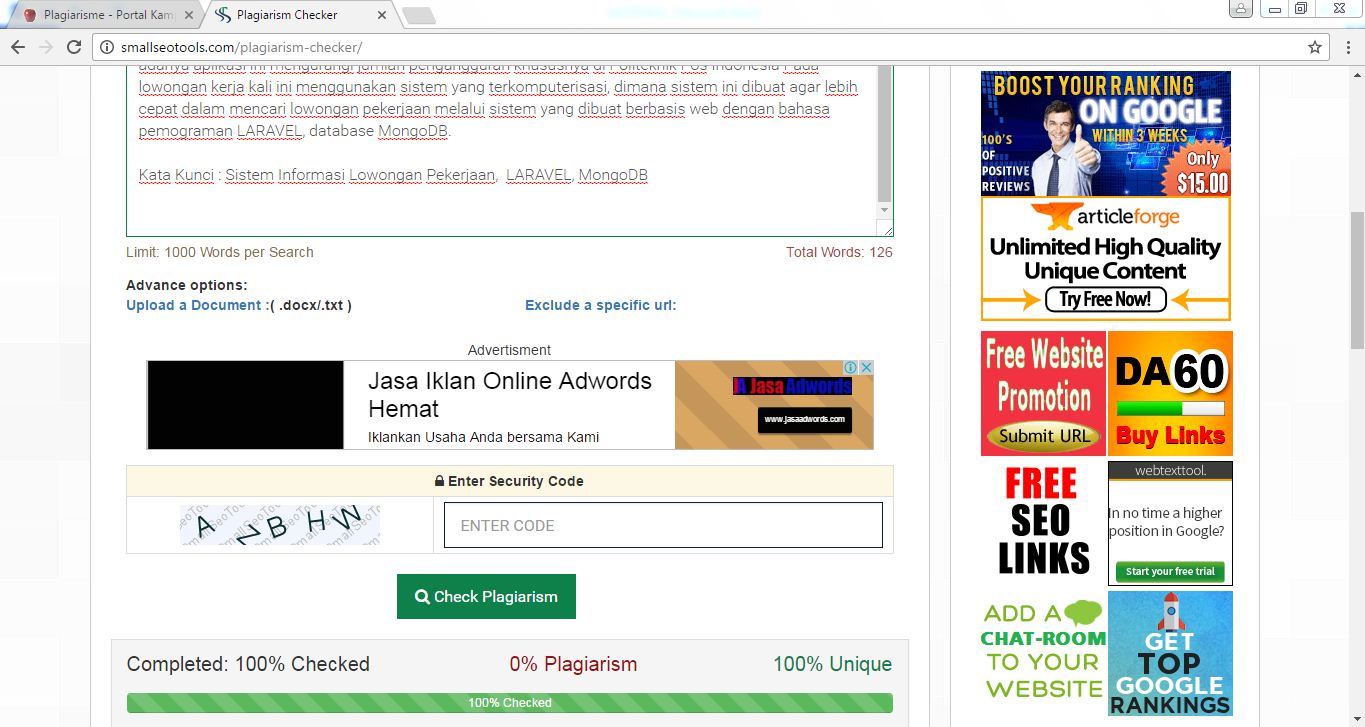 Plagiarisme - Portal Kam
Plagiarism Checker
smallseotools.com/plagiarism-checker/
adanya aplikasi ini mengurangi jumlah pengangguran khususnya di Politeknik Pos Indonesia Pada
lowongan kerja kali ini menggunakan sistem yang terkomputerisasi, dimana sistem ini dibuat agar lebih
cepat dalam mencari lowongan pekerjaan melalui sistem yang dibuat berbasis web dengan bahasa
pemograman LARAVEL, database MongoDB.
Kata Kunci : Sistem Informasi Lowongan Pekerjaan, LARAVEL, MongoDB
Limit: 1000 Words per Search
Total Words: 126
Advance options:
Upload a Document :( .docx/.txt )
Exclude a specific url:
Advertisment
Jasa Iklan Online Adwords
Hemat
Iklankan Usaha Anda bersama Kami
Jasa Adwords
www.jasaadwords.com
Enter Security Code
A B H W
ENTER CODE
Check Plagiarism
Completed: 100% Checked
0% Plagiarism
100% Unique
100% Checked
BOOST YOUR RANKING
ON GOOGLE
WITHIN 3 WEEKS
100'S
OF
POSITIVE
REVIEWS
Only
$15.00
articleforge
Unlimited High Quality
Unique Content
Try Free Now!
Free Website
Promotion
Submit URL
DA60
Buy Links
FREE
SEO
LINKS
webtexttool.
In no time a higher
position in Google?
Start your free trial
ADD A
CHAT-ROOM
TO YOUR
WEBSITE
GET
TOP
GOOGLE
RANKINGS